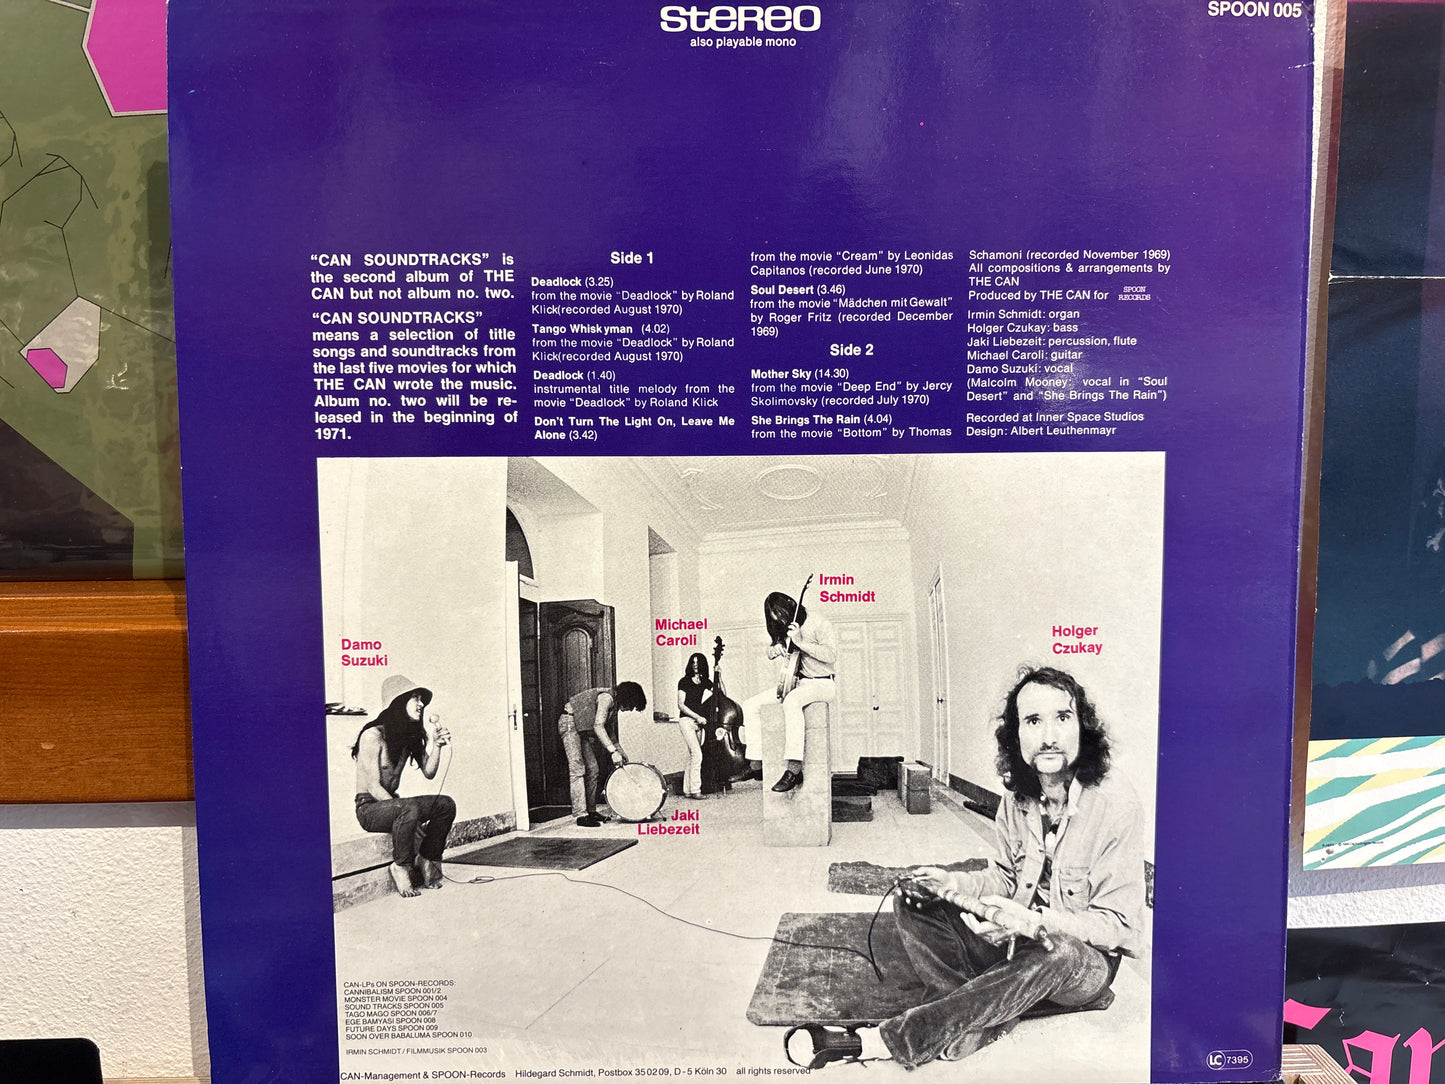 stereo
also playable mono
SPOON 005
“CAN SOUNDTRACKS” is
the second album of THE
CAN but not album no. two.
“CAN SOUNDTRACKS”
means a selection of title
songs and soundtracks from
the last five movies for which
THE CAN wrote the music.
Album no. two will be re-
leased in the beginning of
1971.
Side 1
Deadlock (3.25)
from the movie “Deadlock” by Roland
Klick(recorded August 1970)
Tango Whiskyman (4.02)
from the movie “Deadlock” by Roland
Klick(recorded August 1970)
Deadlock (1.40)
instrumental title melody from the
movie “Deadlock” by Roland Klick
Don't Turn The Light On, Leave Me
Alone (3.42)
from the movie “Cream” by Leonidas
Capitanos (recorded June 1970)
Soul Desert (3.46)
from the movie “Mädchen mit Gewalt”
by Roger Fritz (recorded December
1969)
Side 2
Mother Sky (14.30)
from the movie “Deep End” by Jercy
Skolimovsky (recorded July 1970)
She Brings The Rain (4.04)
from the movie “Bottom” by Thomas
Schamoni (recorded November 1969)
All compositions & arrangements by
THE CAN
Produced by THE CAN for SPOON RECORDS
Irmin Schmidt: organ
Holger Czukay: bass
Jaki Liebezeit: percussion, flute
Michael Caroli: guitar
Damo Suzuki: vocal
(Malcolm Mooney: vocal in “Soul
Desert” and “She Brings The Rain”)
Recorded at Inner Space Studios
Design: Albert Leuthenmayr
Irmin
Schmidt
Michael
Caroli
Holger
Czukay
Damo
Suzuki
Jaki
Liebezeit
CAN-LPs ON SPOON-RECORDS:
CANNIBALISM SPOON 001/2
MONSTER MOVIE SPOON 004
SOUND TRACKS SPOON 005
TAGO MAGO SPOON 006/7
EGE BAMYASI SPOON 008
FUTURE DAYS SPOON 009
SOON OVER BABALUMA SPOON 010
IRMIN SCHMIDT / FILMMUSIK SPOON 003
CAN-Management & SPOON-Records Hildegard Schmidt, Postbox 350209, D-5 Köln 30 all rights reserved
LC 7395